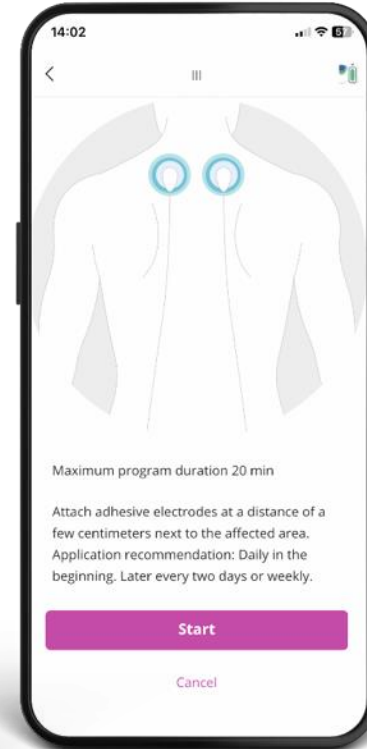 14:02
57
Maximum program duration 20 min
Attach adhesive electrodes at a distance of a
few centimeters next to the affected area.
Application recommendation: Daily in the
beginning. Later every two days or weekly.
Start
Cancel